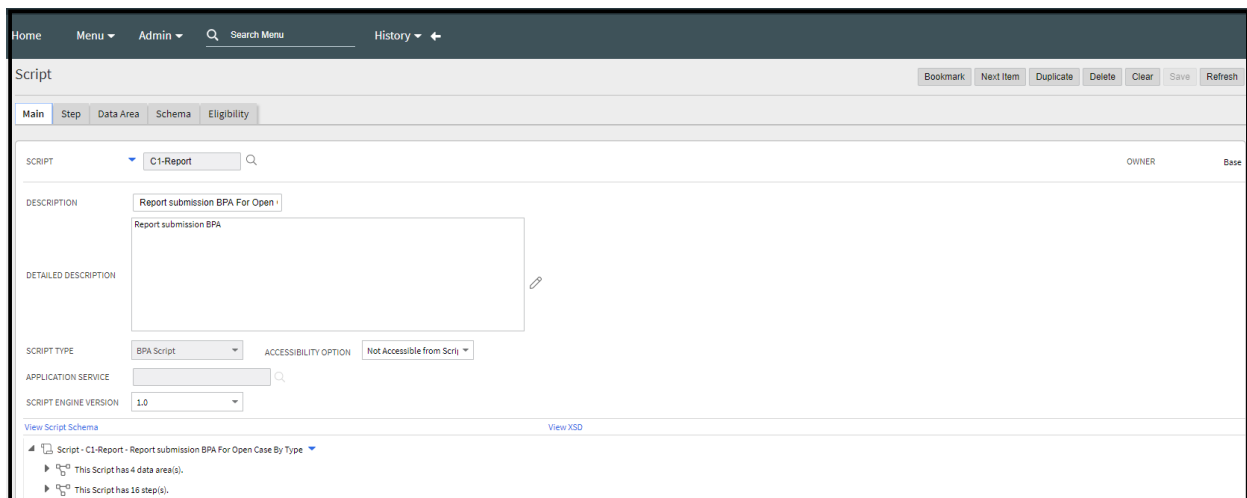 Home Menu Admin Search Menu History
Script Bookmark Next Item Duplicate Delete Clear Save Refresh
Main Step Data Area Schema Eligibility
SCRIPT C1-Report OWNER Base
DESCRIPTION Report submission BPA For Open
Report submission BPA
DETAILED DESCRIPTION
SCRIPT TYPE BPA Script ACCESSIBILITY OPTION Not Accessible from Scrip
APPLICATION SERVICE
SCRIPT ENGINE VERSION 1.0
View Script Schema View XSD
Script - C1-Report - Report submission BPA For Open Case By Type
This Script has 4 data area(s).
This Script has 16 step(s).